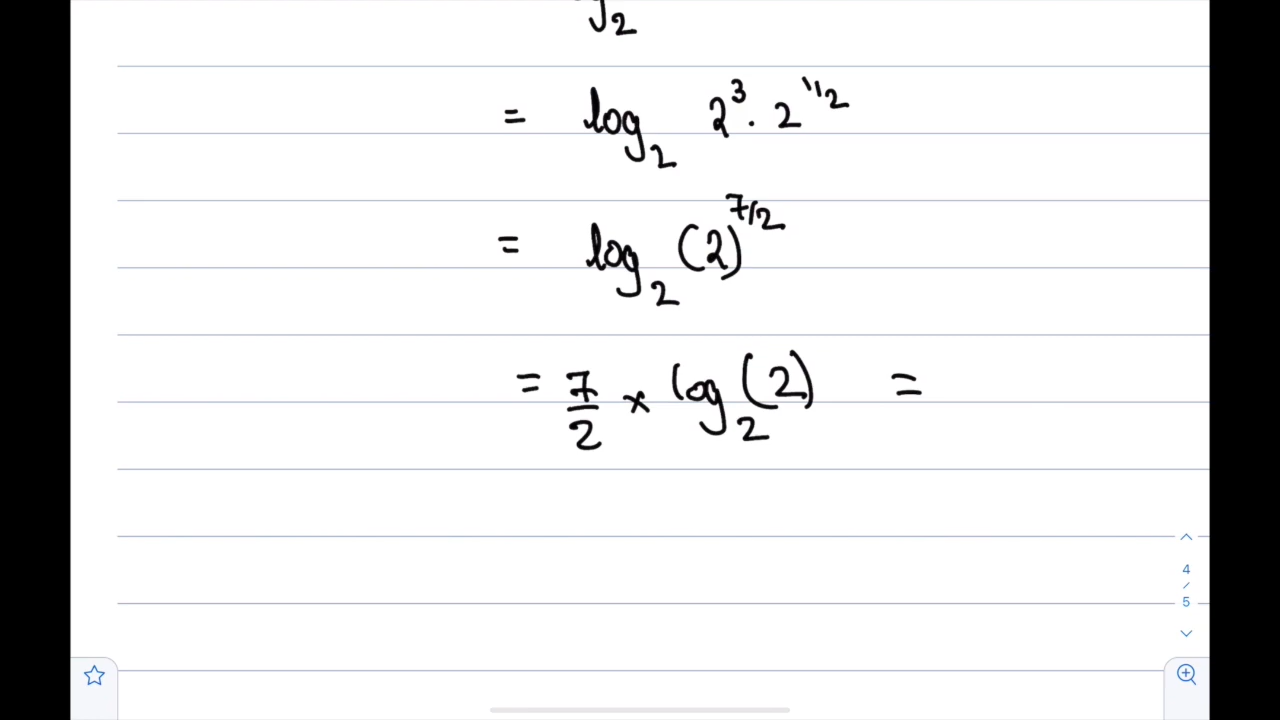 = log₂ 2³ · 2^1/2
= log₂ (2)^7/2
= 7/2 × log₂ (2) =
4
/
5